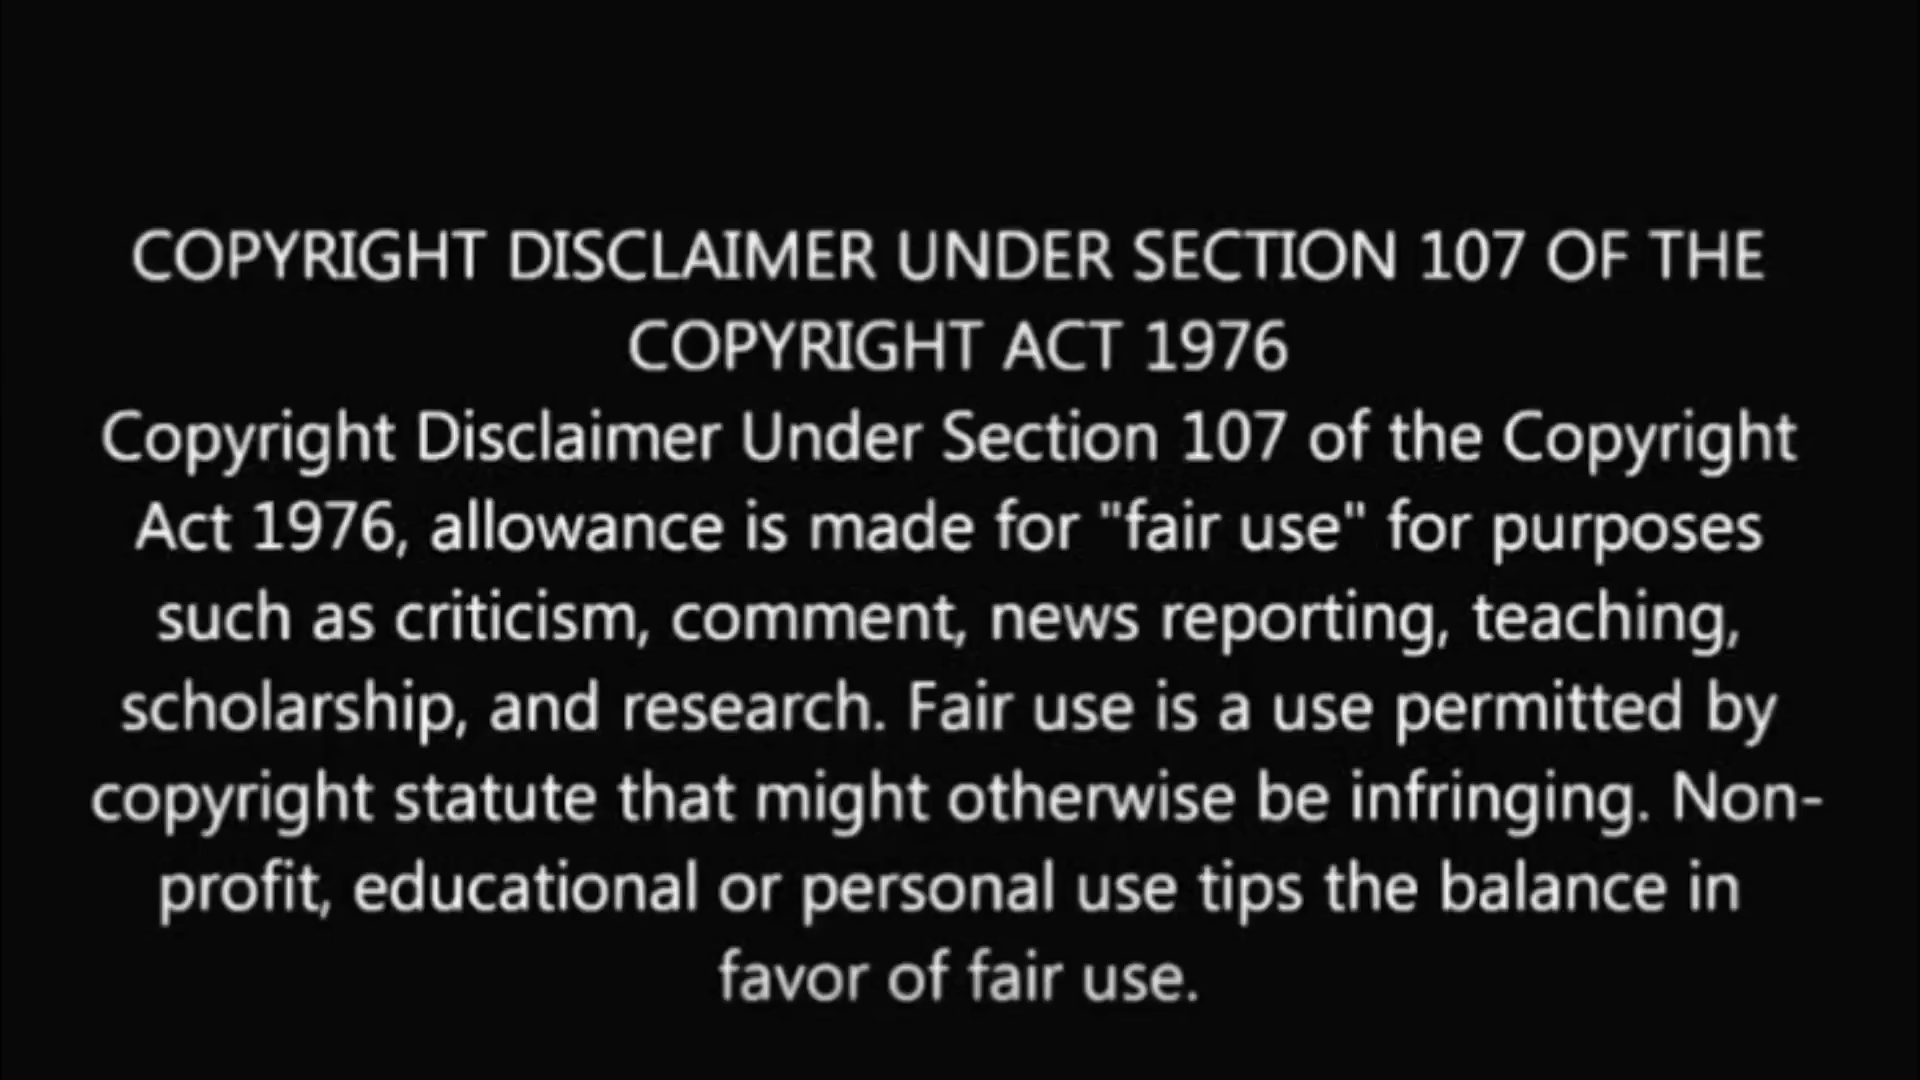 COPYRIGHT DISCLAIMER UNDER SECTION 107 OF THE
COPYRIGHT ACT 1976
Copyright Disclaimer Under Section 107 of the Copyright
Act 1976, allowance is made for "fair use" for purposes
such as criticism, comment, news reporting, teaching,
scholarship, and research. Fair use is a use permitted by
copyright statute that might otherwise be infringing. Non-
profit, educational or personal use tips the balance in
favor of fair use.